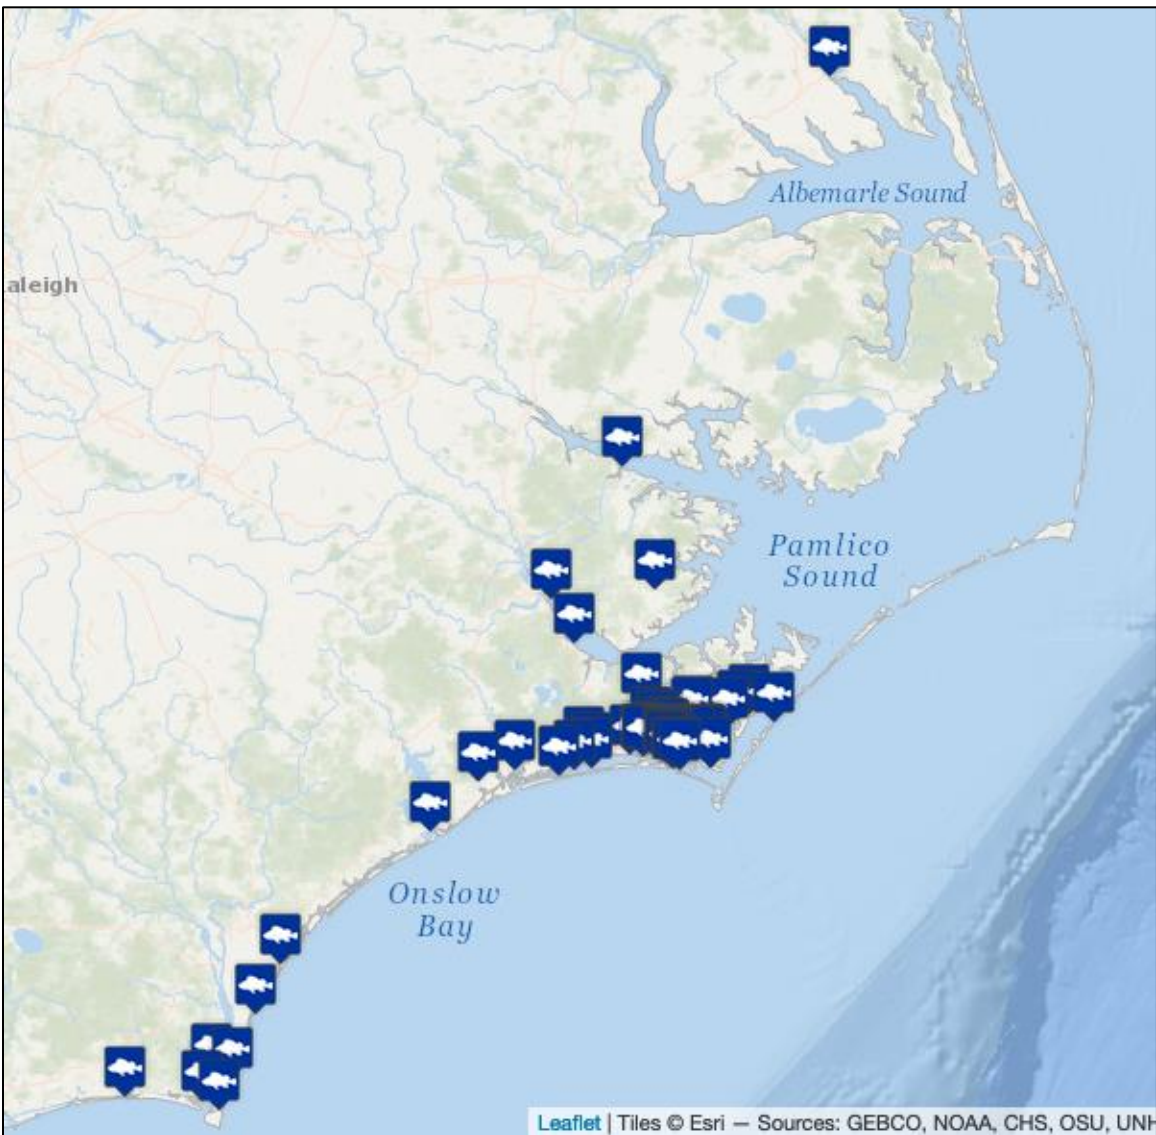 Albemarle Sound
aleigh
Pamlico
Sound
Onslow
Bay
Leaflet | Tiles © Esri — Sources: GEBCO, NOAA, CHS, OSU, UNH